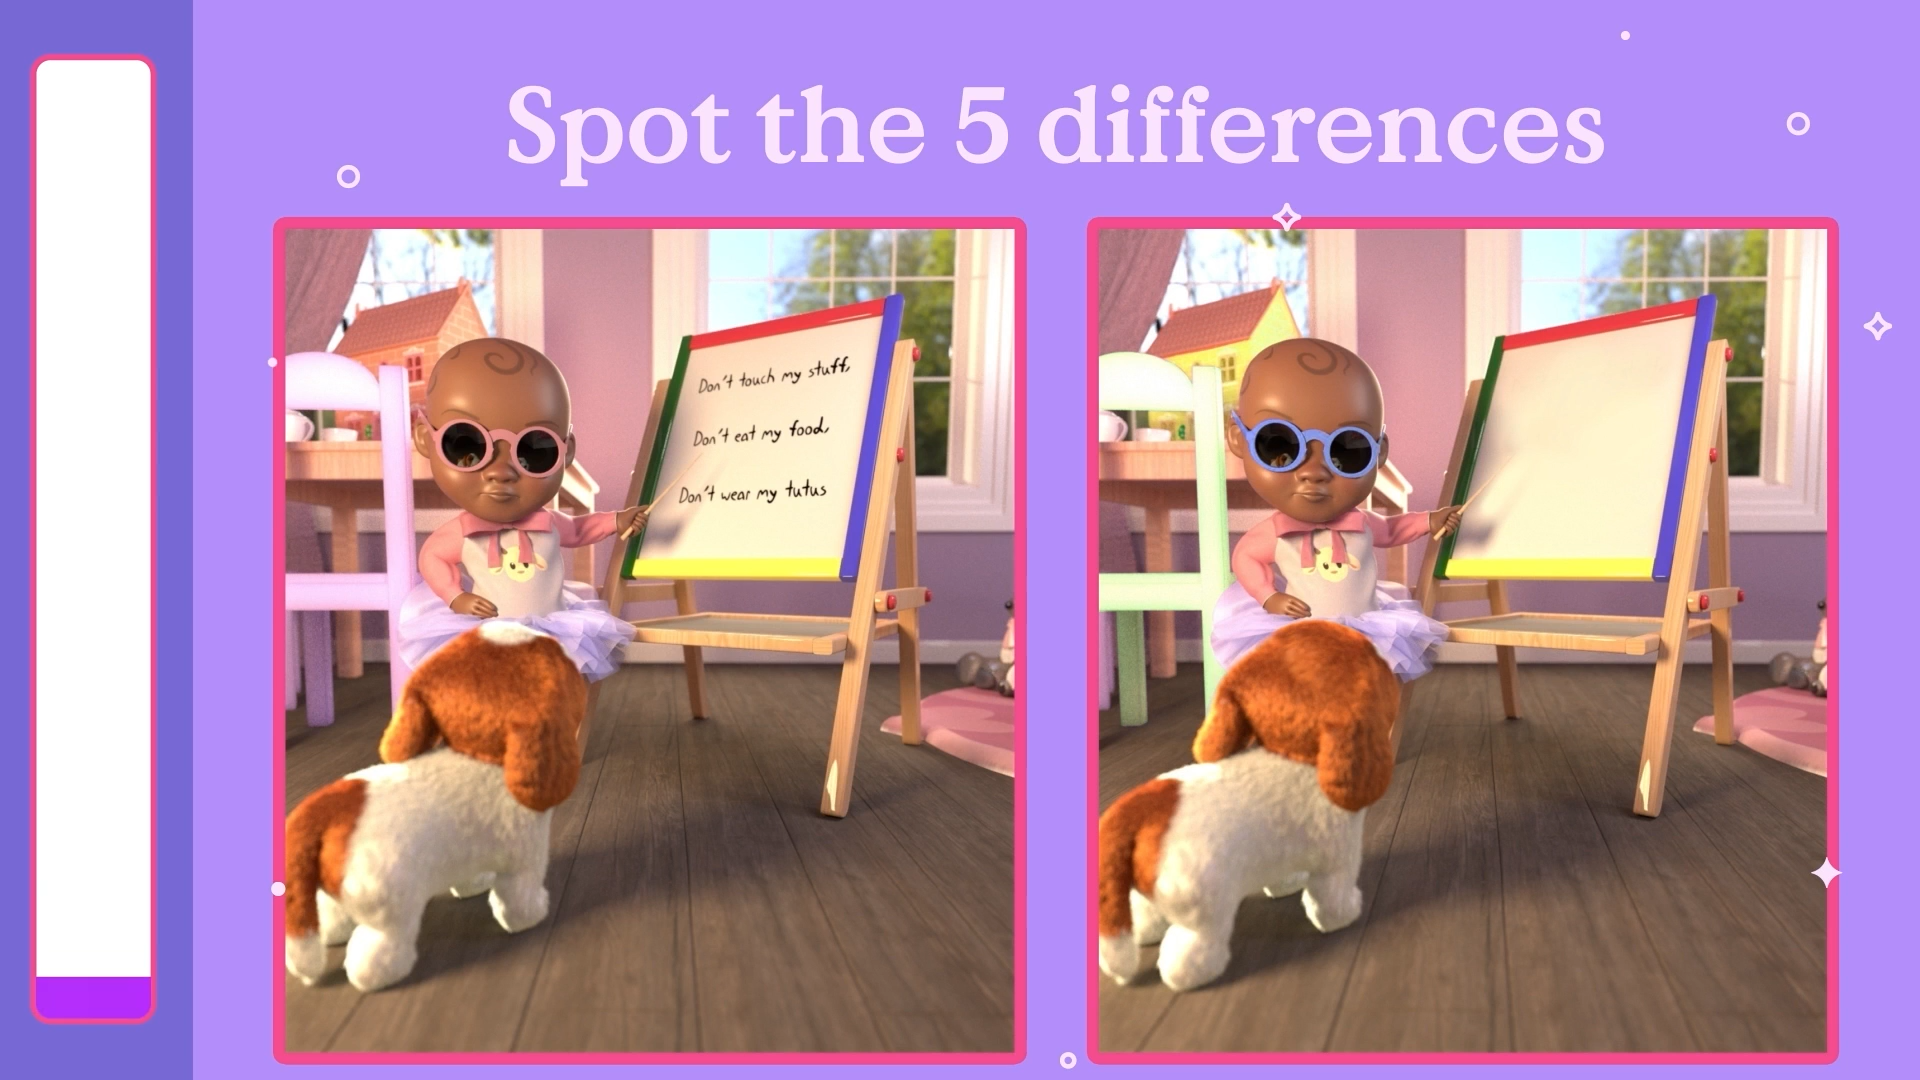 Spot the 5 differences
Don't touch my stuff,
Don't eat my food,
Don't wear my tutus